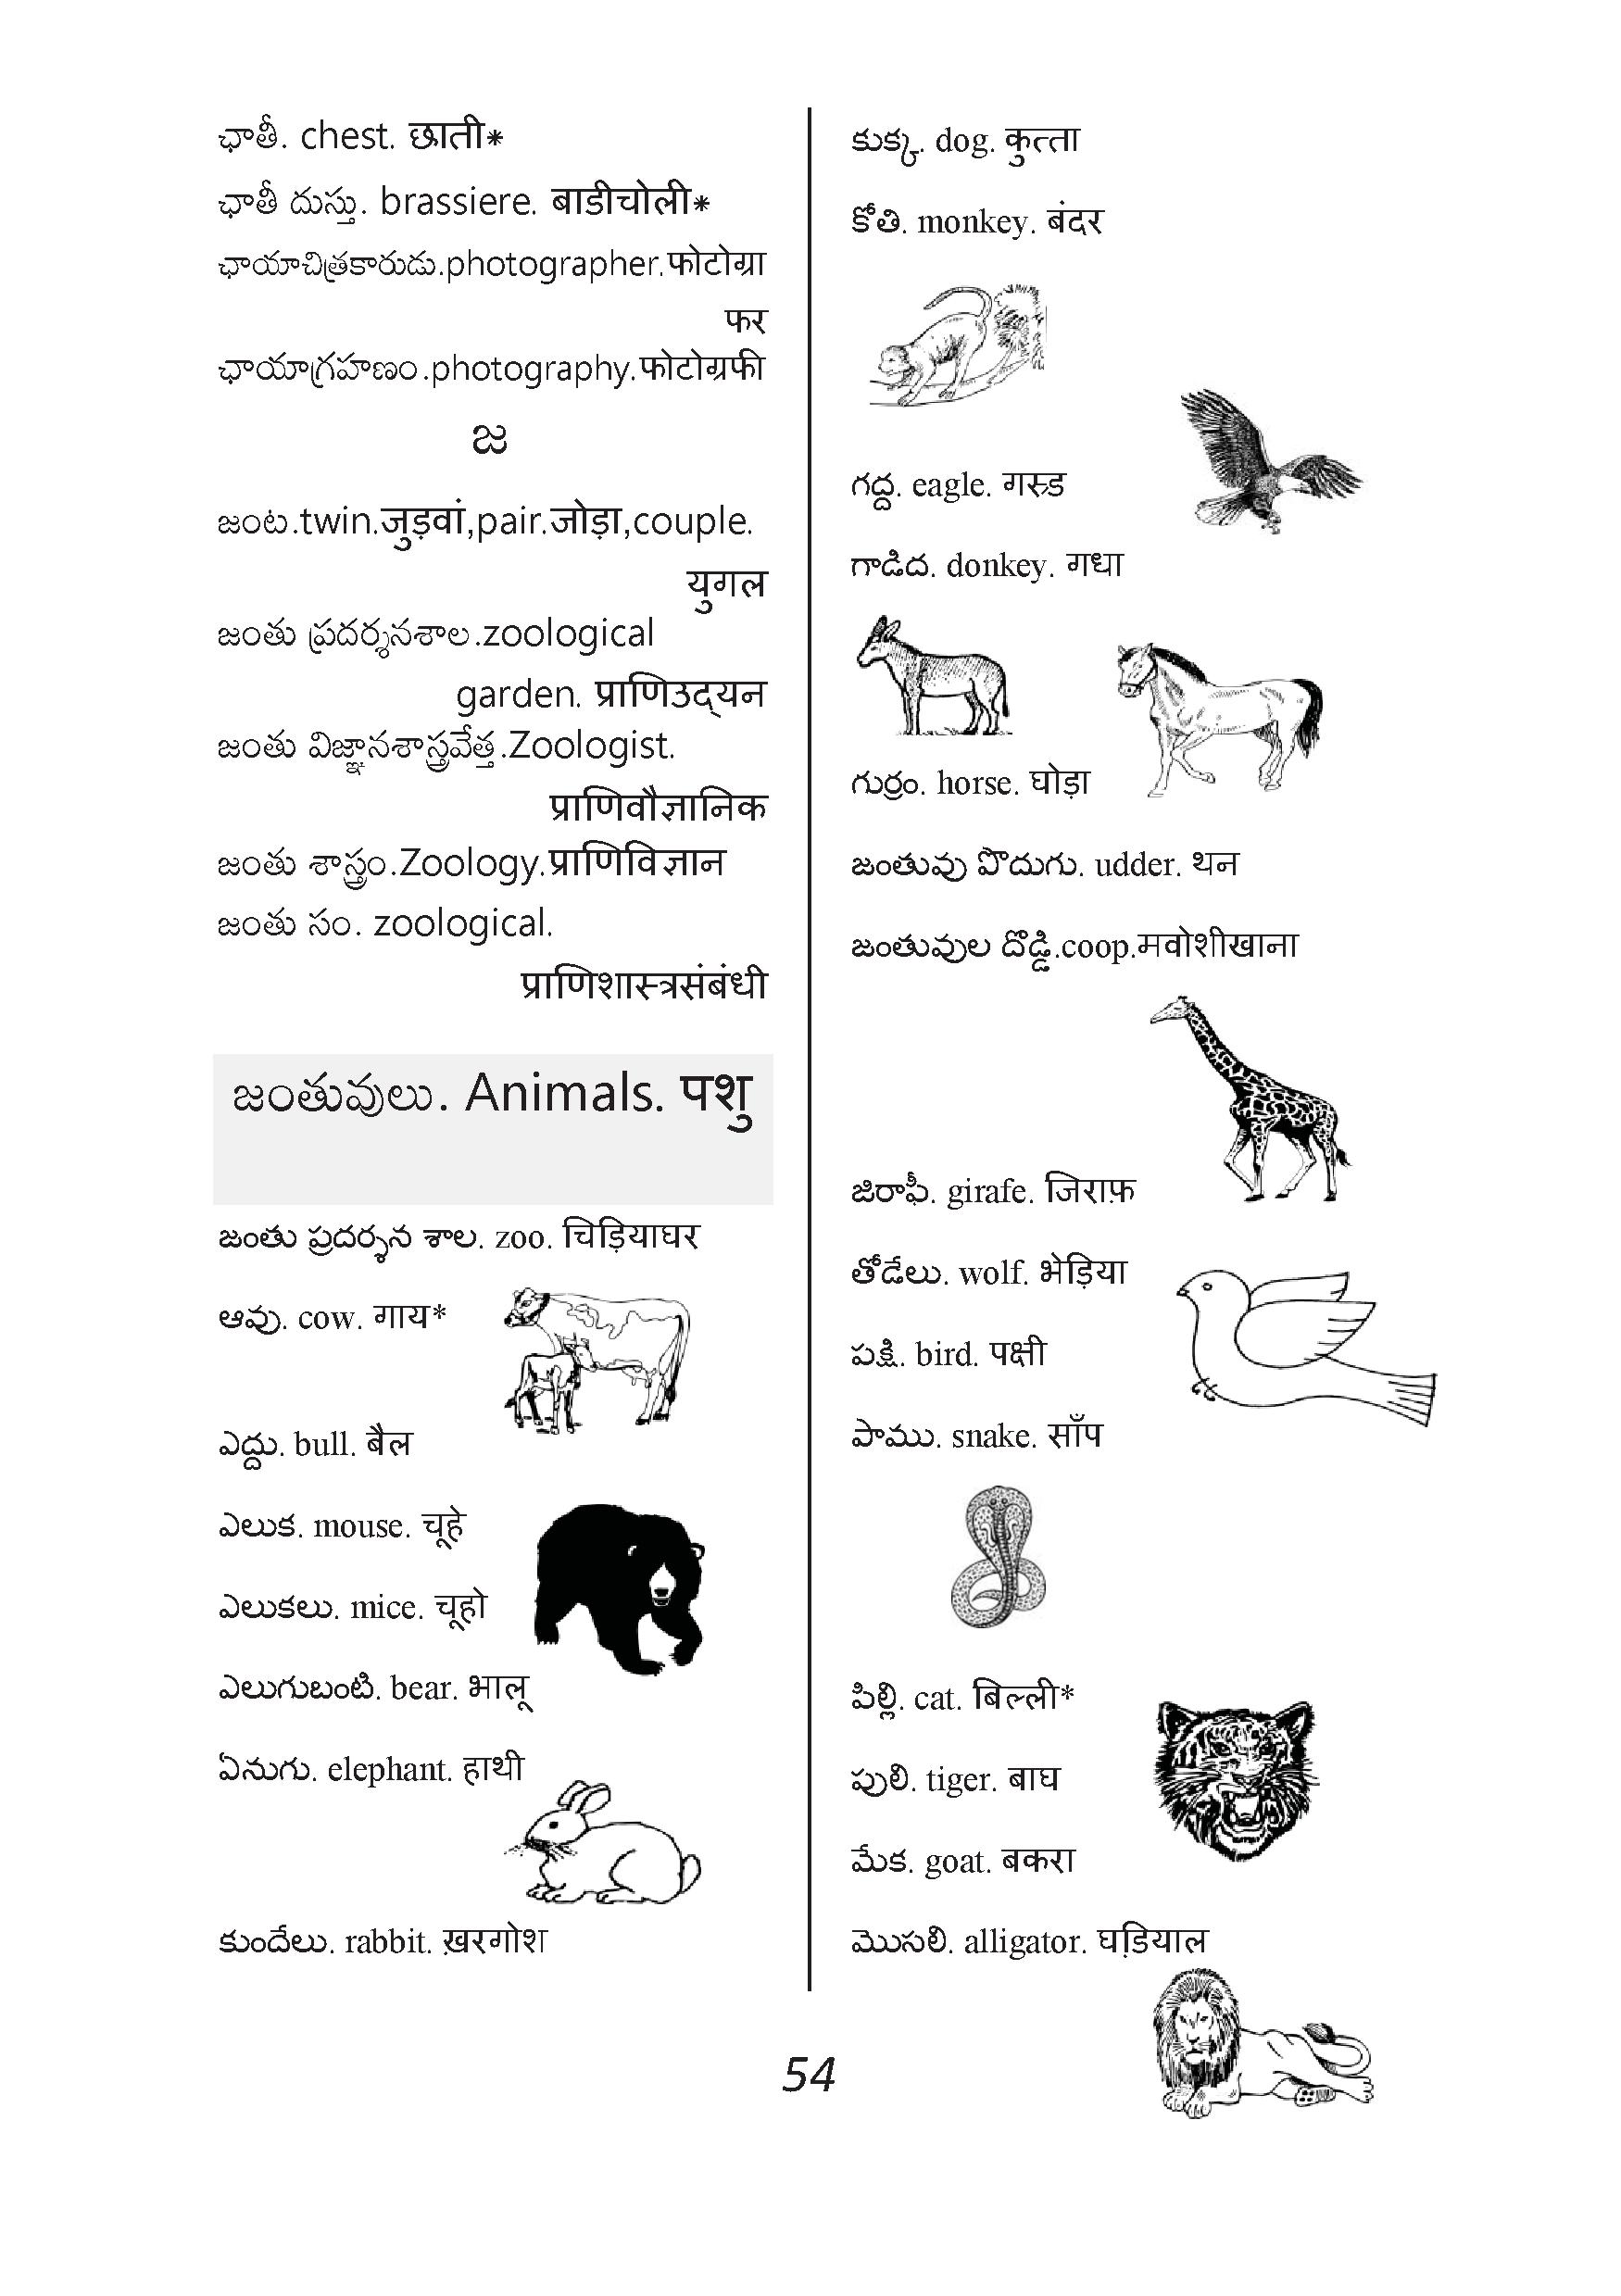 ఛాతీ. chest. छाती*
ఛాతీ దుస్తు. brassiere. बाडीचोली*
ఛాయాచిత్రకారుడు.photographer.फोटोग्रा
फर
ఛాయాగ్రహణం.photography.फोटोग्रफी
జ
జంట.twin.जुड़वां,pair.जोड़ा,couple.
युगल
జంతు ప్రదర్శనశాల.zoological
garden. प्राणिउद्यन
జంతు విజ్ఞానశాస్త్రవేత్త.Zoologist.
प्राणिवौज्ञानिक
జంతు శాస్త్రం.Zoology.प्राणिविज्ञान
జంతు సం. zoological.
प्राणिशास्त्रसंबंधी
జంతువులు. Animals. पशु
జంతు ప్రదర్శన శాల. zoo. चिड़ियाघर
ఆవు. cow. गाय*
ఎద్దు. bull. बैल
ఎలుక. mouse. चूहे
ఎలుకలు. mice. चूहो
ఎలుగుబంటి. bear. भालू
ఏనుగు. elephant. हाथी
కుందేలు. rabbit. ख़रगोश
కుక్క. dog. कुत्ता
కోతి. monkey. बंदर
గద్ద. eagle. गरुड
గాడిద. donkey. गधा
గుర్రం. horse. घोड़ा
జంతువు పొదుగు. udder. थन
జంతువుల దొడ్డి.coop.मवोशीखाना
జిరాఫీ. girafe. जिराफ़
తోడేలు. wolf. भेड़िया
పక్షి. bird. पक्षी
పాము. snake. साँप
పిల్లి. cat. बिल्ली*
పులి. tiger. बाघ
మేక. goat. बकरा
మొసలి. alligator. घड़ियाल
54